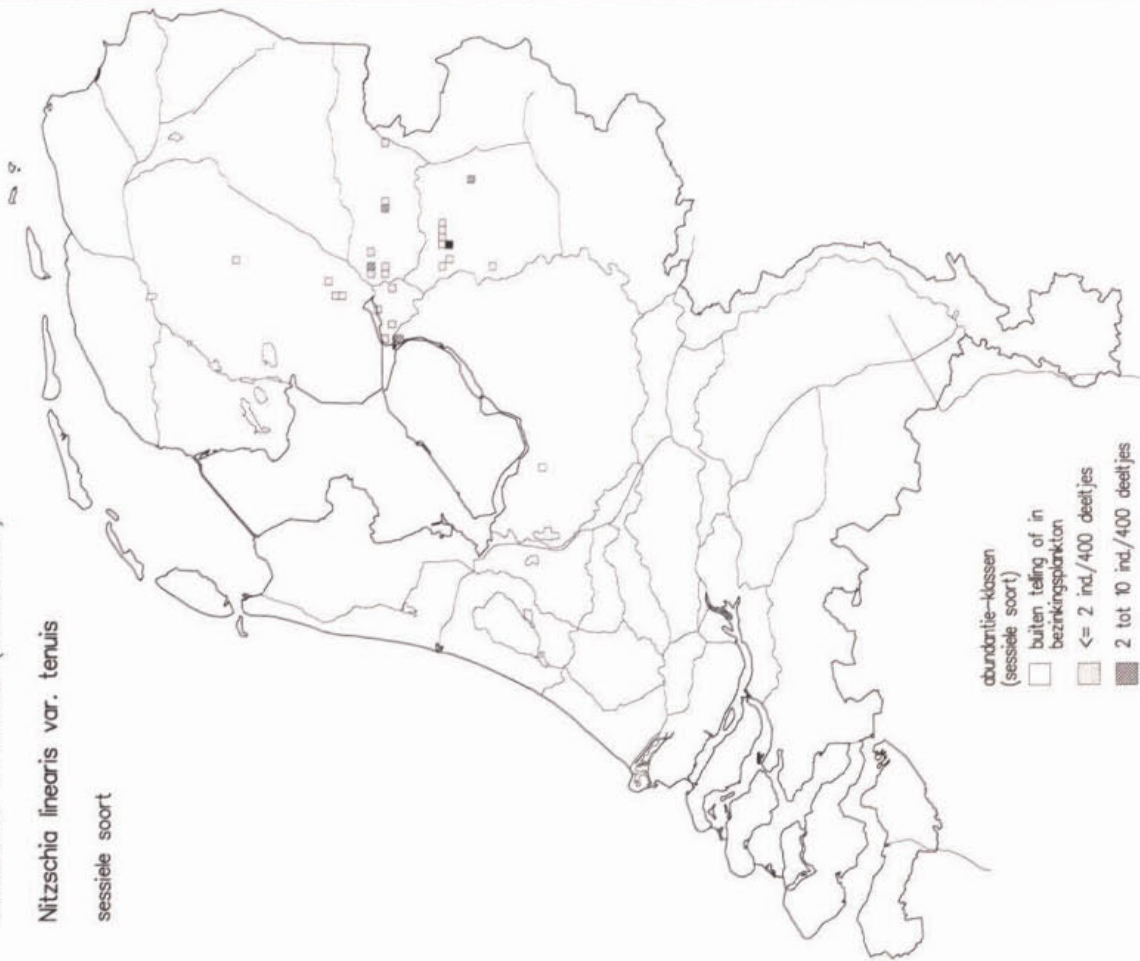 Nitzschia linearis var. tenuis
sessiele soort
abundantie-klassen
(sessiele soort)
buiten telling of in
bezinkingsplankton
<= 2 ind./400 deeltjes
2 tot 10 ind./400 deeltjes